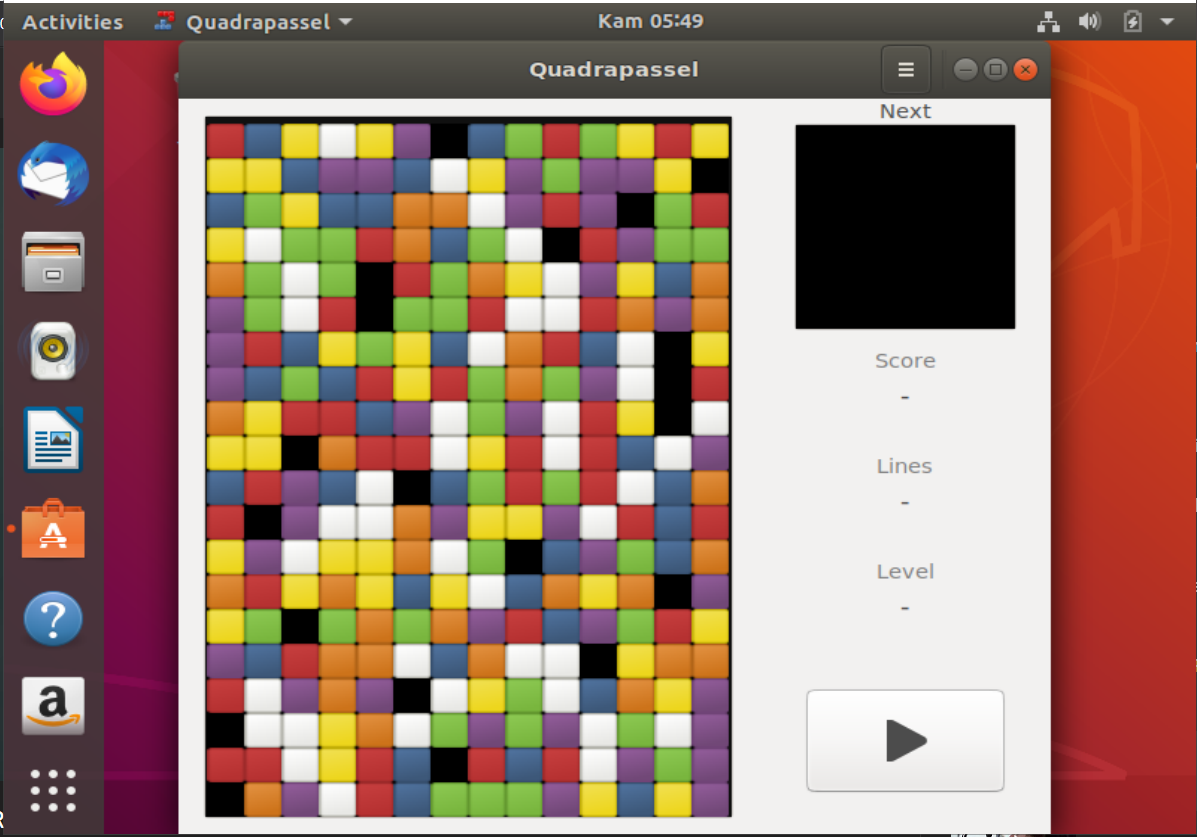 Activities
Quadrapassel
Kam 05:49
Quadrapassel
Next
Score
-
Lines
-
Level
-